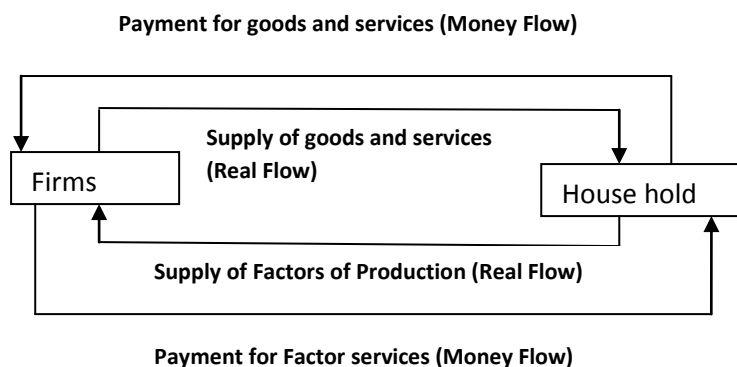 Payment for goods and services (Money Flow)
Supply of goods and services
(Real Flow)
Firms
House hold
Supply of Factors of Production (Real Flow)
Payment for Factor services (Money Flow)